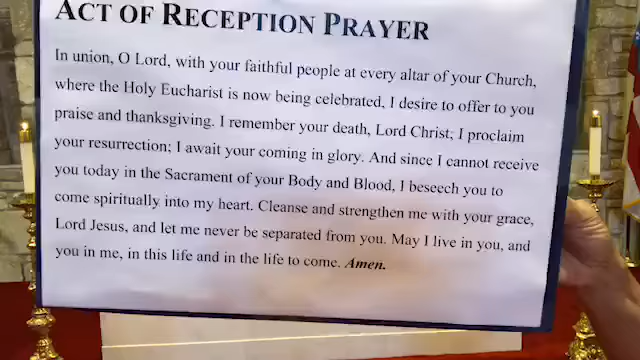 ACT OF RECEPTION PRAYER
In union, O Lord, with your faithful people at every altar of your Church,
where the Holy Eucharist is now being celebrated, I desire to offer to you
praise and thanksgiving. I remember your death, Lord Christ; I proclaim
your resurrection; I await your coming in glory. And since I cannot receive
you today in the Sacrament of your Body and Blood, I beseech you to
come spiritually into my heart. Cleanse and strengthen me with your grace,
Lord Jesus, and let me never be separated from you. May I live in you, and
you in me, in this life and in the life to come. Amen.